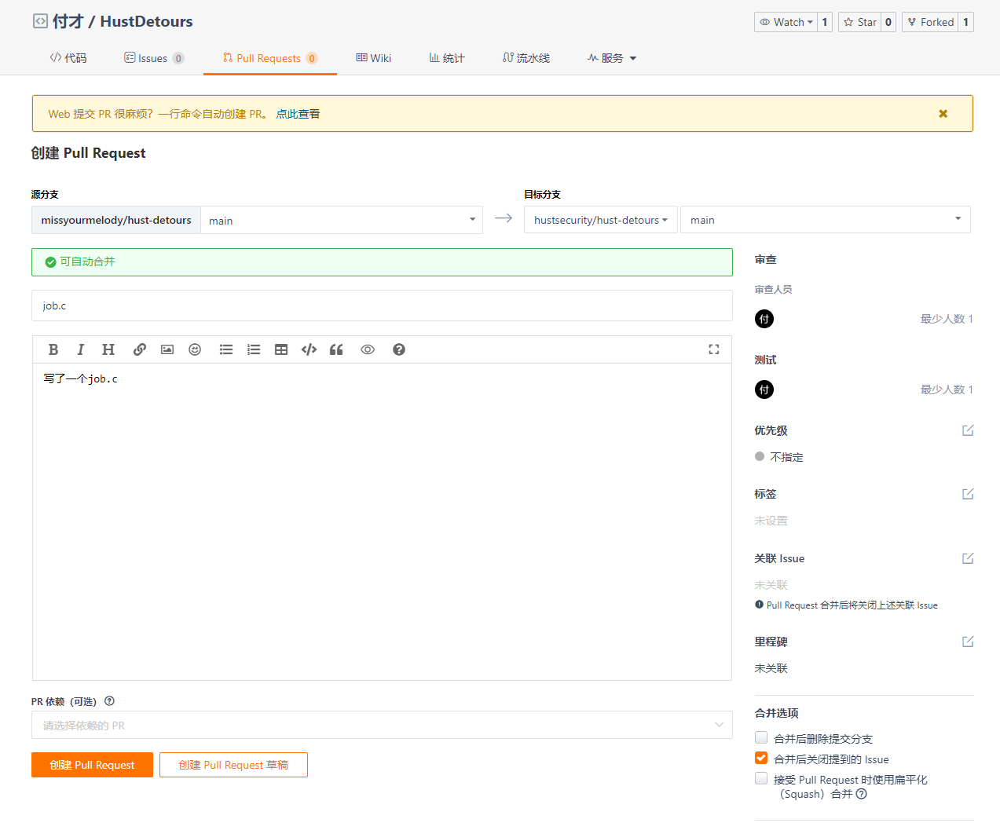 付才 / HustDetours
Watch 1 Star 0 Forked 1
代码 Issues 0 Pull Requests 0 Wiki 统计 流水线 服务
Web 提交 PR 很麻烦？一行命令自动创建 PR。 点此查看
创建 Pull Request
源分支
missyourmelody/hust-detours main
目标分支
hustsecurity/hust-detours main
可自动合并
job.c
B I H
写了一个job.c
PR 依赖（可选）
请选择依赖的 PR
创建 Pull Request 创建 Pull Request 草稿
审查
审查人员
付 最少人数 1
测试
付 最少人数 1
优先级
不指定
标签
未设置
关联 Issue
未关联
Pull Request 合并后将关闭上述关联 Issue
里程碑
未关联
合并选项
合并后删除提交分支
合并后关闭提到的 Issue
接受 Pull Request 时使用扁平化
（Squash）合并